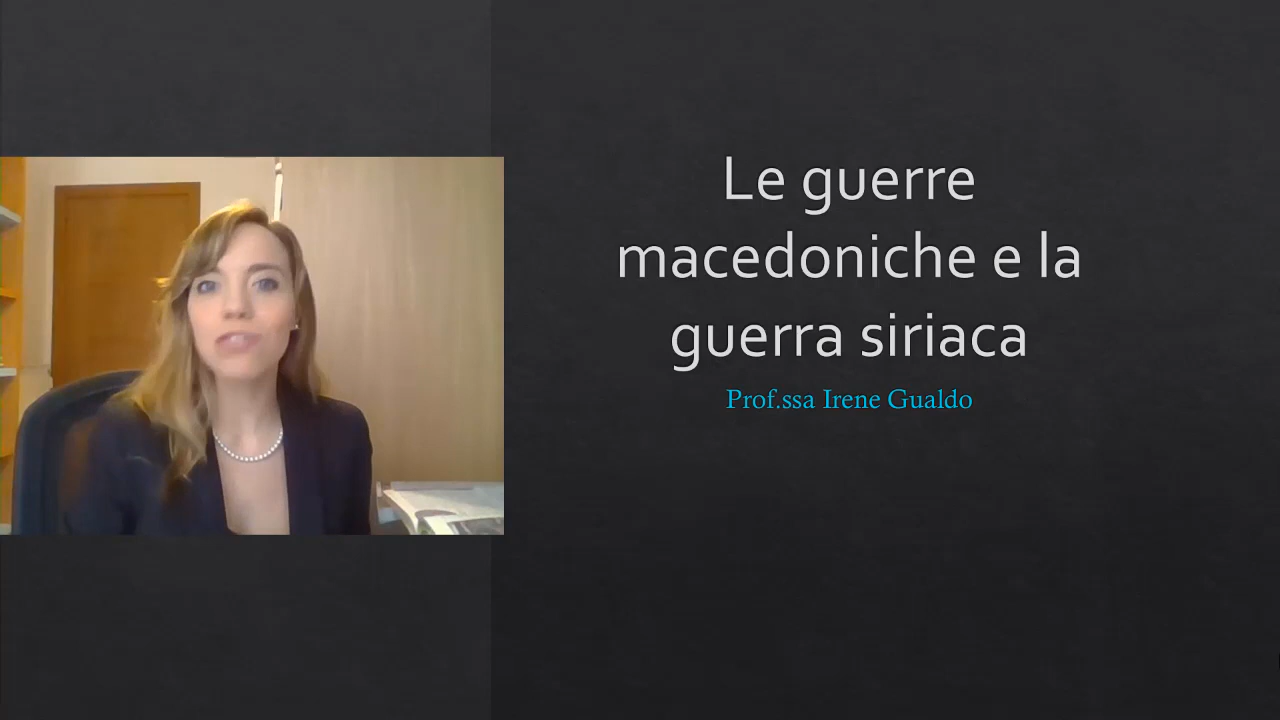 Le guerre
macedoniche e la
guerra siriaca
Prof.ssa Irene Gualdo